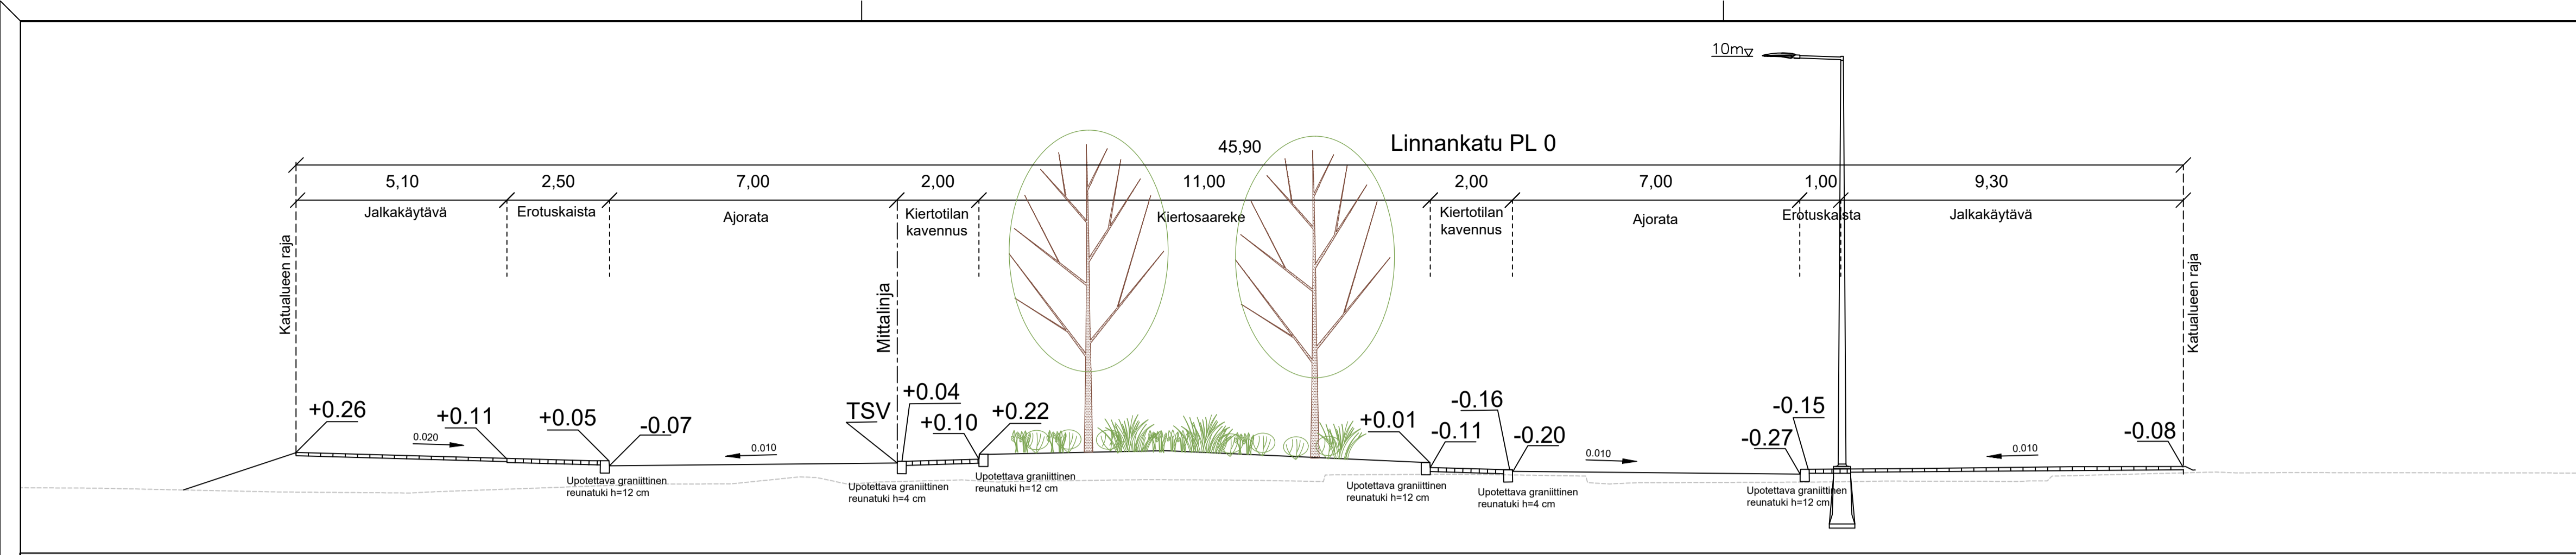 10m
Linnankatu PL 0
45,90
5,10
2,50
7,00
2,00
11,00
2,00
7,00
1,00
9,30
Jalkakäytävä
Erotuskaista
Ajorata
Kiertotilan
kavennus
Kiertosaareke
Kiertotilan
kavennus
Ajorata
Erotuskaista
Jalkakäytävä
Katualueen raja
Mittalinja
Katualueen raja
+0.26
0.020
+0.11
+0.05
-0.07
0.010
TSV
+0.04
+0.10
+0.22
+0.01
-0.11
-0.16
-0.20
0.010
-0.27
-0.15
0.010
-0.08
Upotettava graniittinen
reunatuki h=12 cm
Upotettava graniittinen
reunatuki h=4 cm
Upotettava graniittinen
reunatuki h=12 cm
Upotettava graniittinen
reunatuki h=12 cm
Upotettava graniittinen
reunatuki h=4 cm
Upotettava graniittinen
reunatuki h=12 cm